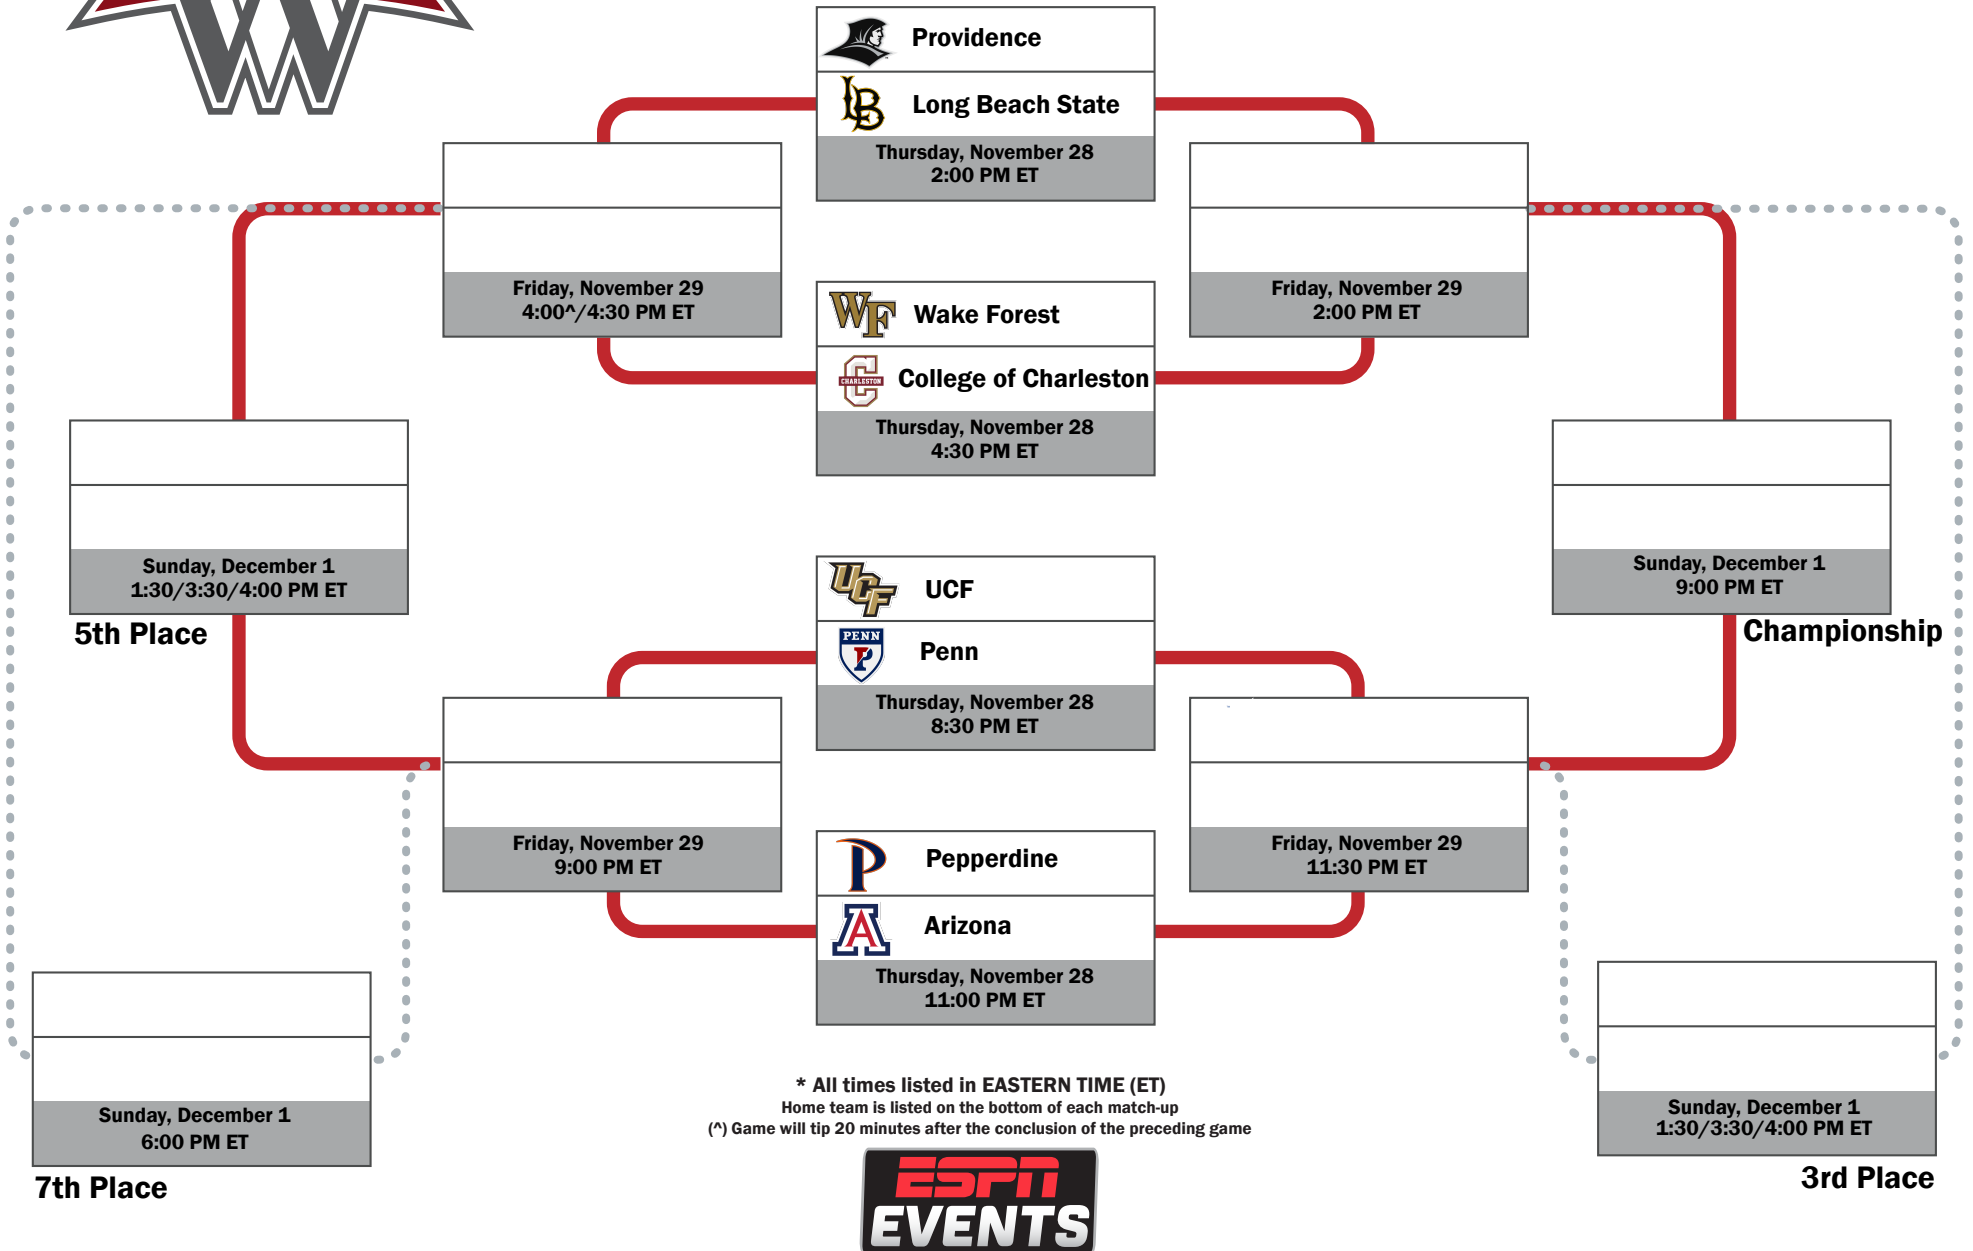 W
Providence
LB
Long Beach State
Thursday, November 28
2:00 PM ET
Friday, November 29
4:00^/4:30 PM ET
Friday, November 29
2:00 PM ET
WF
Wake Forest
C
CHARLESTON
College of Charleston
Thursday, November 28
4:30 PM ET
Sunday, December 1
1:30/3:30/4:00 PM ET
5th Place
Sunday, December 1
9:00 PM ET
Championship
UCF
UCF
PENN
P
Penn
Thursday, November 28
8:30 PM ET
Friday, November 29
9:00 PM ET
Friday, November 29
11:30 PM ET
P
Pepperdine
A
Arizona
Thursday, November 28
11:00 PM ET
Sunday, December 1
6:00 PM ET
7th Place
Sunday, December 1
1:30/3:30/4:00 PM ET
3rd Place
* All times listed in EASTERN TIME (ET)
Home team is listed on the bottom of each match-up
(^) Game will tip 20 minutes after the conclusion of the preceding game
ESPN
EVENTS